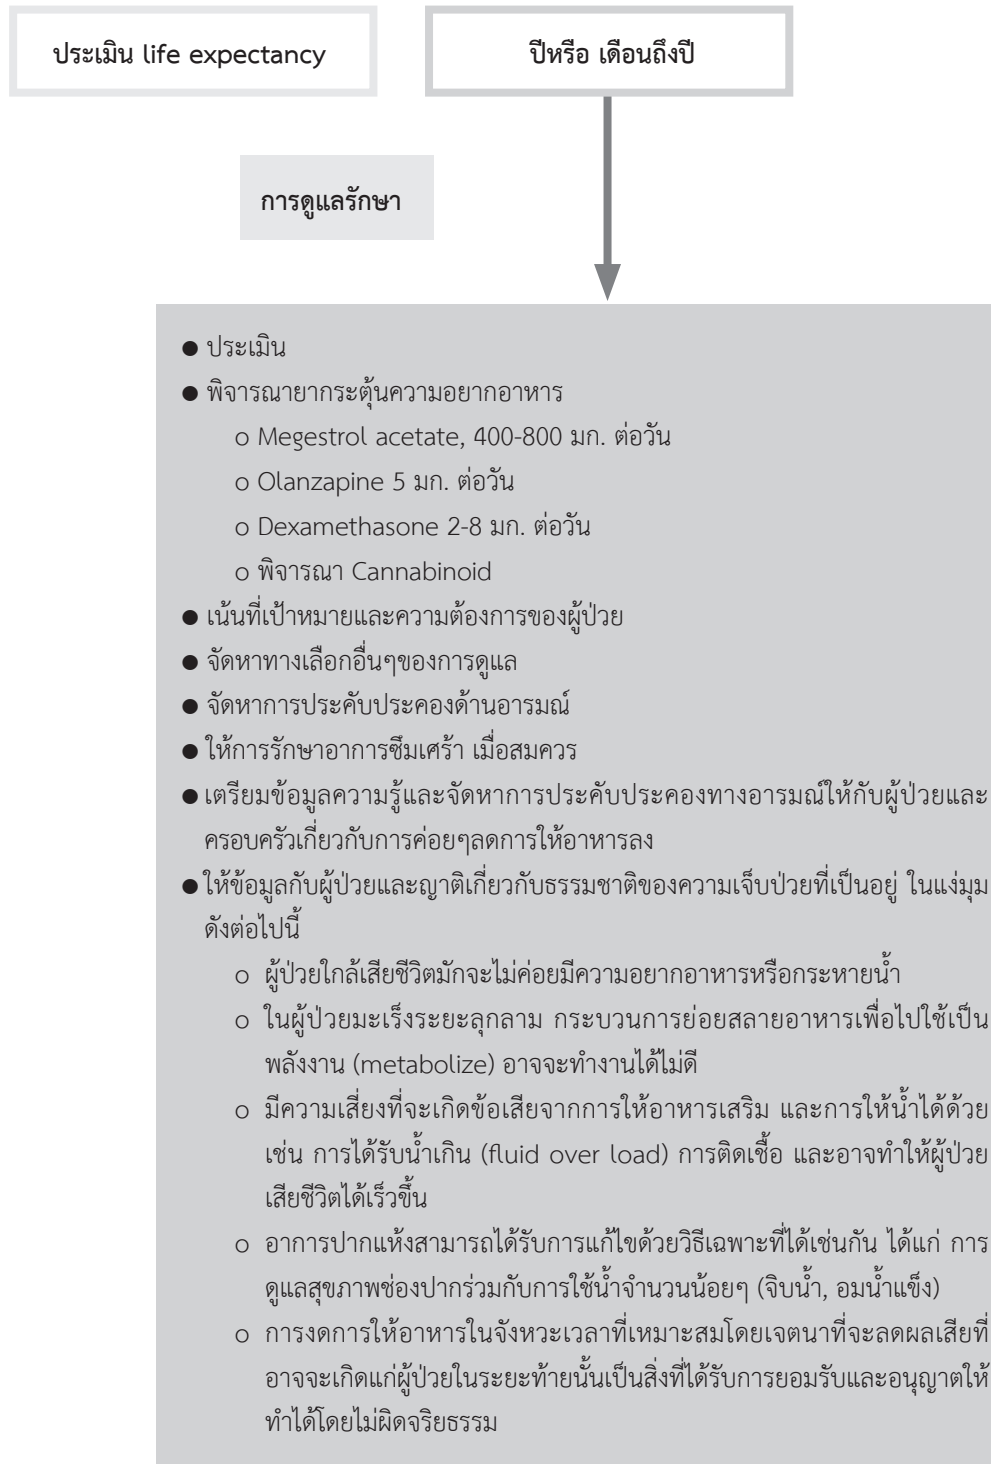 ประเมิน life expectancy
ปีหรือ เดือนถึงปี
การดูแลรักษา
● ประเมิน
● พิจารณายากระตุ้นความอยากอาหาร
o Megestrol acetate, 400-800 มก. ต่อวัน
o Olanzapine 5 มก. ต่อวัน
o Dexamethasone 2-8 มก. ต่อวัน
o พิจารณา Cannabinoid
● เน้นที่เป้าหมายและความต้องการของผู้ป่วย
● จัดหาทางเลือกอื่นๆของการดูแล
● จัดหาการประคับประคองด้านอารมณ์
● ให้การรักษาอาการซึมเศร้า เมื่อสมควร
● เตรียมข้อมูลความรู้และจัดหาการประคับประคองทางอารมณ์ให้กับผู้ป่วยและ
ครอบครัวเกี่ยวกับการค่อยๆลดการให้อาหารลง
● ให้ข้อมูลกับผู้ป่วยและญาติเกี่ยวกับธรรมชาติของความเจ็บป่วยที่เป็นอยู่ ในแง่มุม
ดังต่อไปนี้
o ผู้ป่วยใกล้เสียชีวิตมักจะไม่ค่อยมีความอยากอาหารหรือกระหายน้ำ
o ในผู้ป่วยมะเร็งระยะลุกลาม กระบวนการย่อยสลายอาหารเพื่อไปใช้เป็น
พลังงาน (metabolize) อาจจะทำงานได้ไม่ดี
o มีความเสี่ยงที่จะเกิดข้อเสียจากการให้อาหารเสริม และการให้น้ำได้ด้วย
เช่น การได้รับน้ำเกิน (fluid over load) การติดเชื้อ และอาจทำให้ผู้ป่วย
เสียชีวิตได้เร็วขึ้น
o อาการปากแห้งสามารถได้รับการแก้ไขด้วยวิธีเฉพาะที่ได้เช่นกัน ได้แก่ การ
ดูแลสุขภาพช่องปากร่วมกับการใช้น้ำจำนวนน้อยๆ (จิบน้ำ, อมน้ำแข็ง)
o การงดการให้อาหารในจังหวะเวลาที่เหมาะสมโดยเจตนาที่จะลดผลเสียที่
อาจจะเกิดแก่ผู้ป่วยในระยะท้ายนั้นเป็นสิ่งที่ได้รับการยอมรับและอนุญาตให้
ทำได้โดยไม่ผิดจริยธรรม